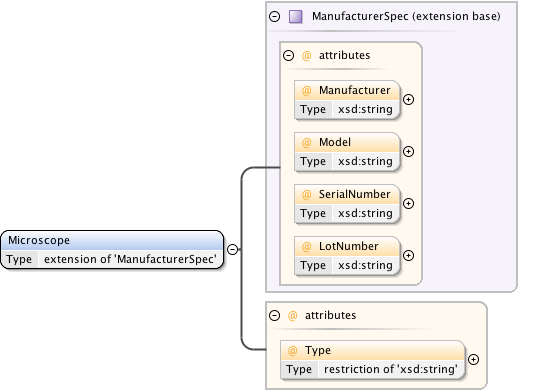 ManufacturerSpec (extension base)
@ attributes
@ Manufacturer
Type xsd:string
@ Model
Type xsd:string
@ SerialNumber
Type xsd:string
@ LotNumber
Type xsd:string
Microscope
Type extension of 'ManufacturerSpec'
@ attributes
@ Type
Type restriction of 'xsd:string'